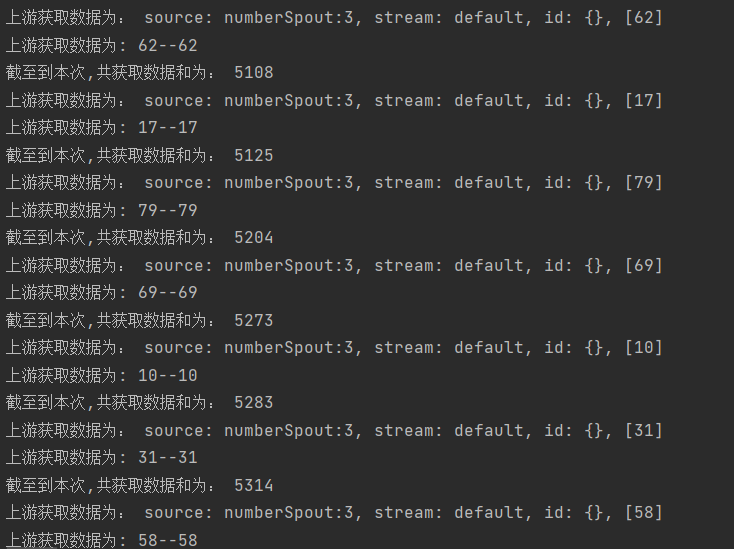 上游获取数据为： source: numberSpout:3, stream: default, id: {}, [62]
上游获取数据为: 62--62
截至到本次,共获取数据和为： 5108
上游获取数据为： source: numberSpout:3, stream: default, id: {}, [17]
上游获取数据为: 17--17
截至到本次,共获取数据和为： 5125
上游获取数据为： source: numberSpout:3, stream: default, id: {}, [79]
上游获取数据为: 79--79
截至到本次,共获取数据和为： 5204
上游获取数据为： source: numberSpout:3, stream: default, id: {}, [69]
上游获取数据为: 69--69
截至到本次,共获取数据和为： 5273
上游获取数据为： source: numberSpout:3, stream: default, id: {}, [10]
上游获取数据为: 10--10
截至到本次,共获取数据和为： 5283
上游获取数据为： source: numberSpout:3, stream: default, id: {}, [31]
上游获取数据为: 31--31
截至到本次,共获取数据和为： 5314
上游获取数据为： source: numberSpout:3, stream: default, id: {}, [58]
上游获取数据为: 58--58